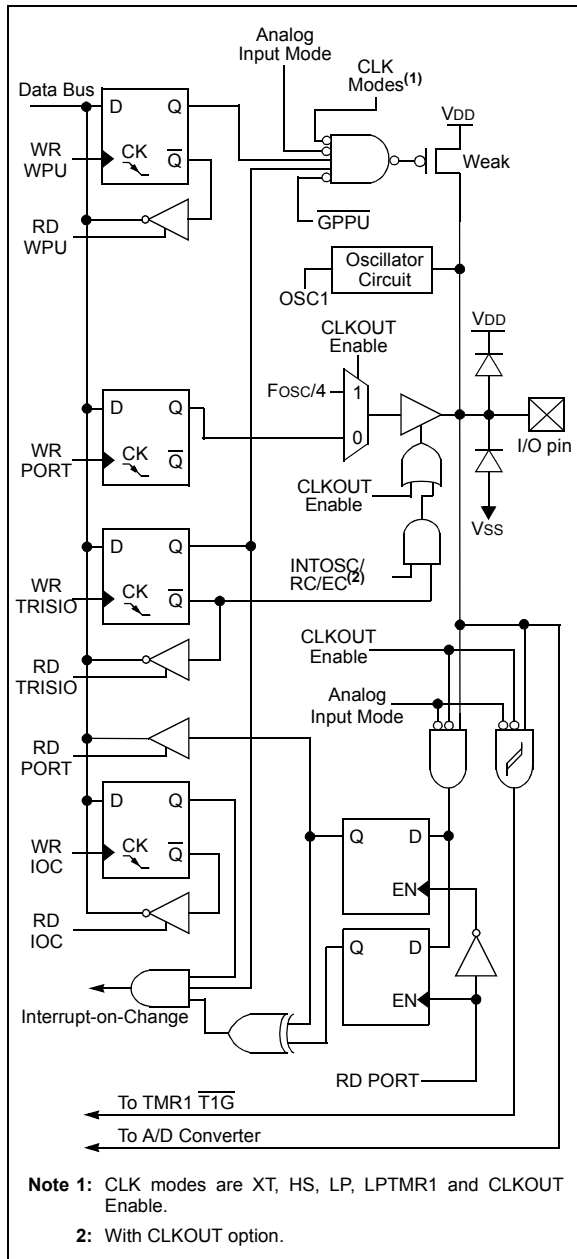 Analog
Input Mode
CLK
Modes(1)
Data Bus
D
Q
VDD
WR
WPU
CK
Q
Weak
RD
WPU
GPPU
Oscillator
Circuit
OSC1
CLKOUT
Enable
VDD
FOSC/4
1
D
Q
0
I/O pin
WR
PORT
CK
Q
CLKOUT
Enable
VSS
D
Q
INTOSC/
RC/EC(2)
WR
TRISIO
CK
Q
CLKOUT
Enable
RD
TRISIO
Analog
Input Mode
RD
PORT
D
Q
Q
D
WR
IOC
CK
Q
EN
RD
IOC
Q
D
EN
Interrupt-on-Change
RD PORT
To TMR1 T1G
To A/D Converter
Note 1: CLK modes are XT, HS, LP, LPTMR1 and CLKOUT
Enable.
2: With CLKOUT option.